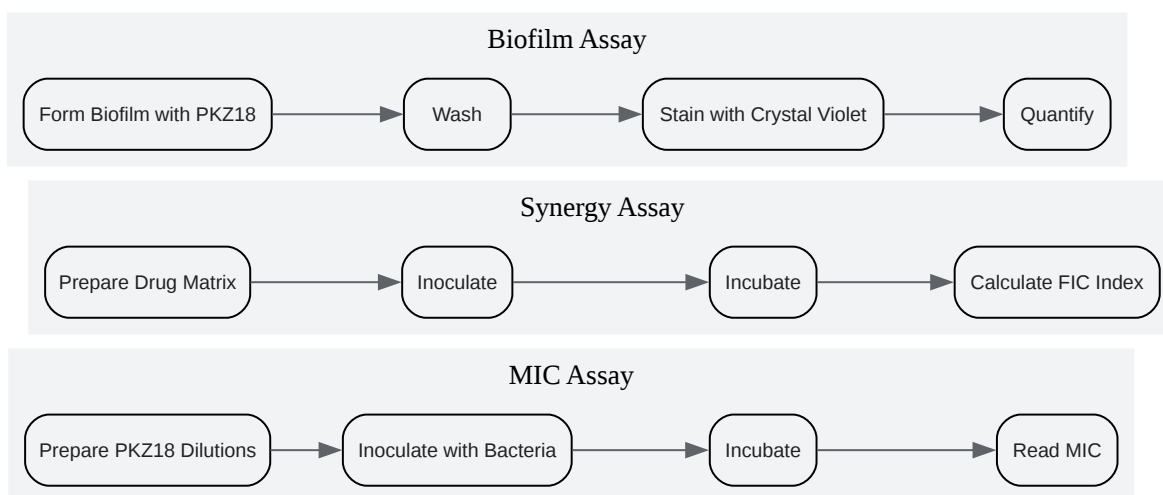 Biofilm Assay
Form Biofilm with PKZ18
Wash
Stain with Crystal Violet
Quantify
Synergy Assay
Prepare Drug Matrix
Inoculate
Incubate
Calculate FIC Index
MIC Assay
Prepare PKZ18 Dilutions
Inoculate with Bacteria
Incubate
Read MIC